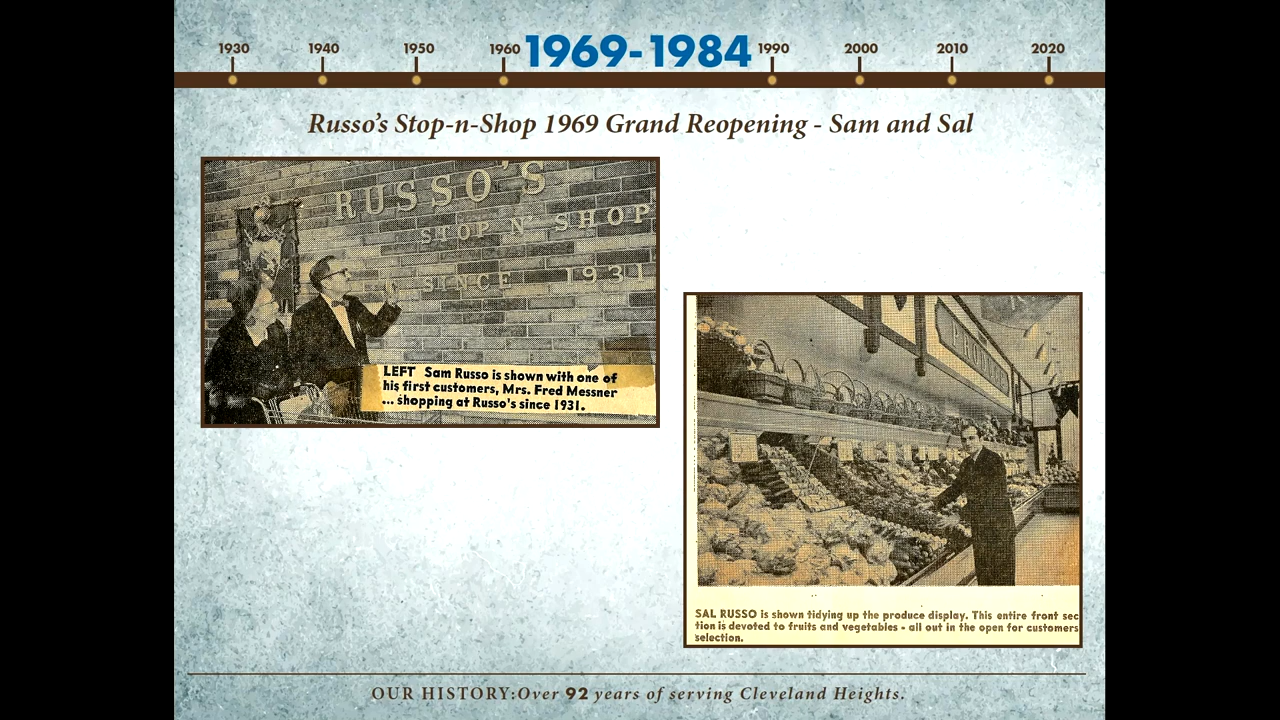 1930 1940 1950 1960 1969-1984 1990 2000 2010 2020
Russo's Stop-n-Shop 1969 Grand Reopening - Sam and Sal
RUSSO'S
STOP N' SHOP
SINCE 1931
LEFT Sam Russo is shown with one of
his first customers, Mrs. Fred Messner
... shopping at Russo's since 1931.
PRODUCE
SAL RUSSO is shown tidying up the produce display. This entire front sec
tion is devoted to fruits and vegetables - all out in the open for customers
selection.
OUR HISTORY:Over 92 years of serving Cleveland Heights.